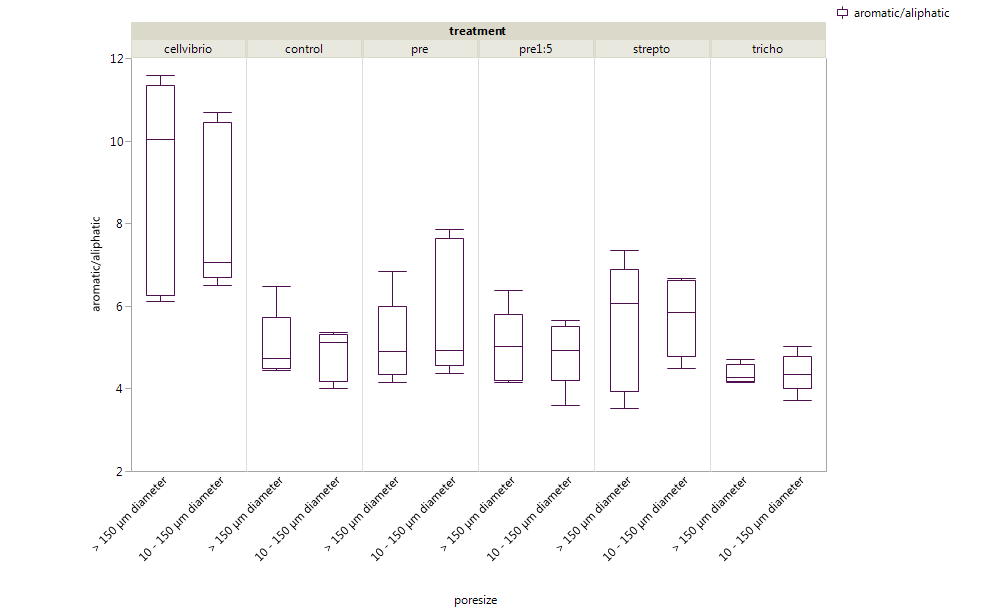 aromatic/aliphatic
treatment
cellvibrio control pre pre1:5 strepto tricho
12
10
8
6
4
2
aromatic/aliphatic
> 150 µm diameter
10 - 150 µm diameter
> 150 µm diameter
10 - 150 µm diameter
> 150 µm diameter
10 - 150 µm diameter
> 150 µm diameter
10 - 150 µm diameter
> 150 µm diameter
10 - 150 µm diameter
> 150 µm diameter
10 - 150 µm diameter
poresize